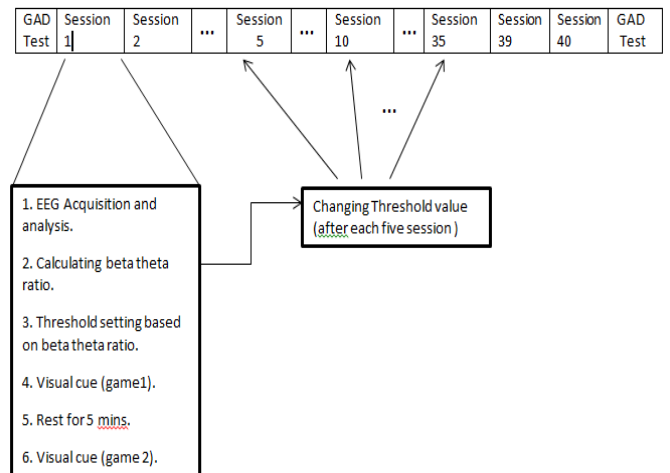 GAD Session Session ... Session ... Session ... Session Session Session GAD
Test 1 2 5 10 35 39 40 Test
...
1. EEG Acquisition and
analysis.
2. Calculating beta theta
ratio.
3. Threshold setting based
on beta theta ratio.
4. Visual cue (game1).
5. Rest for 5 mins.
6. Visual cue (game 2).
Changing Threshold value
(after each five session )